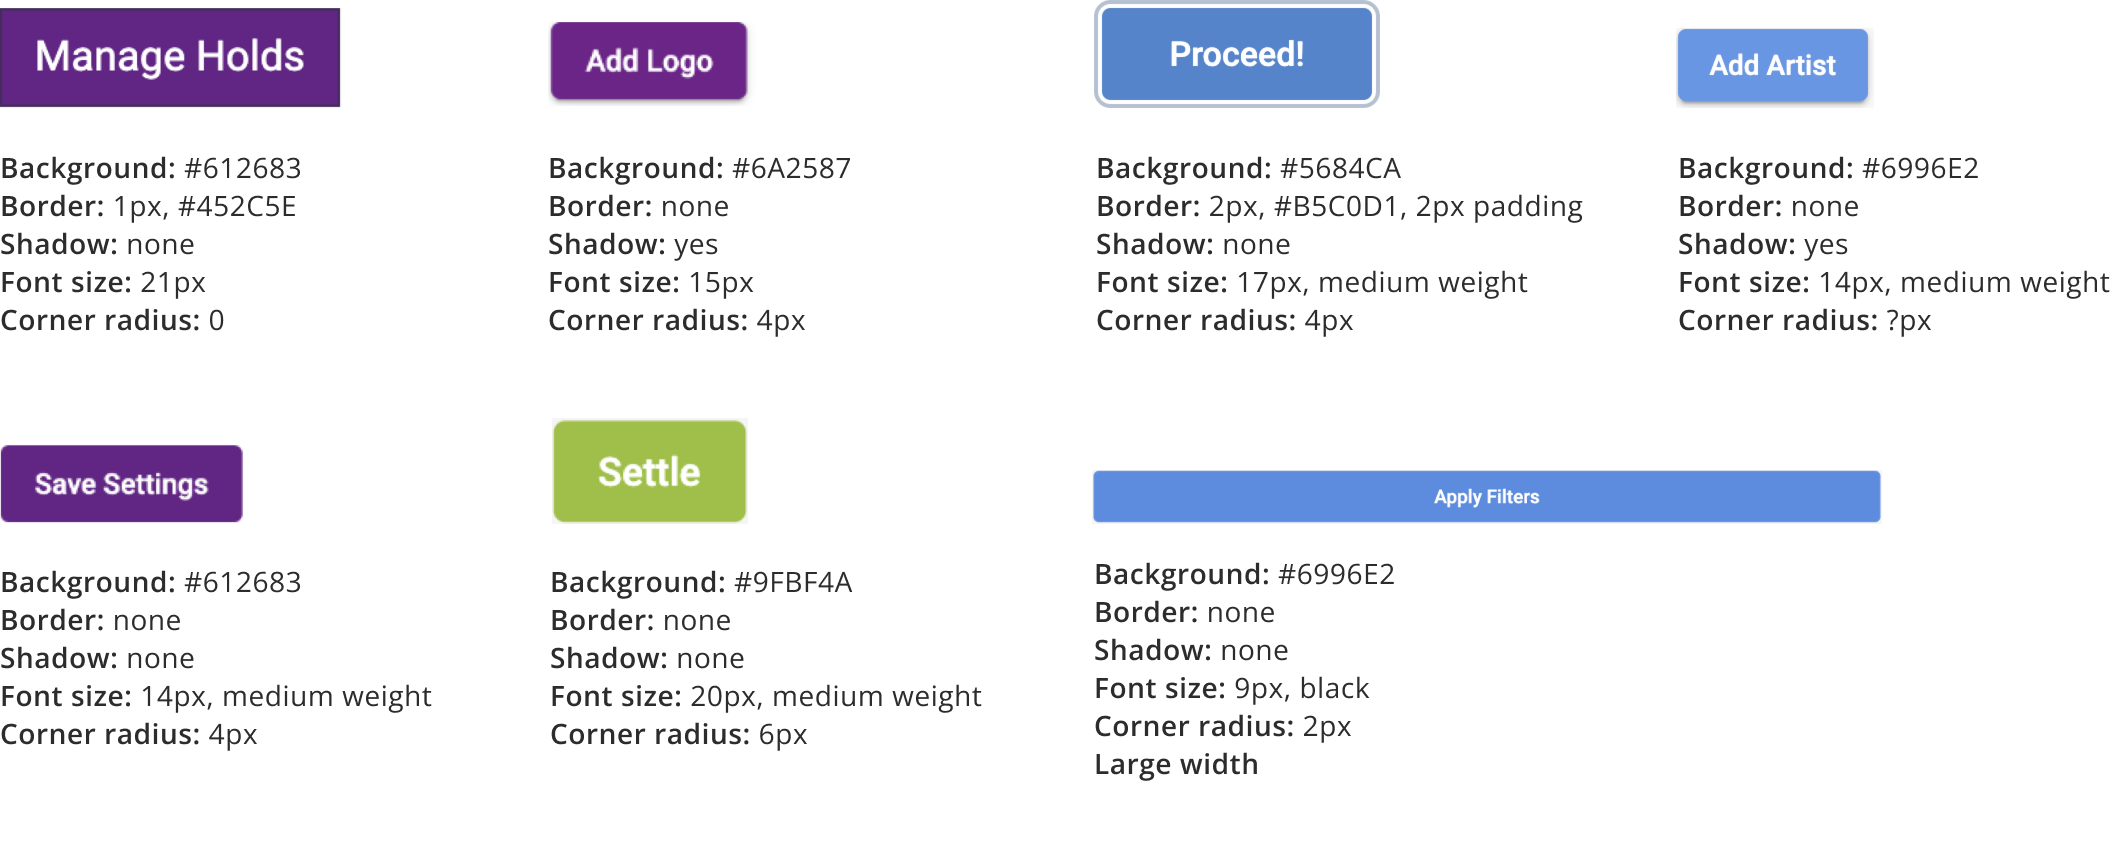 Manage Holds
Background: #612683
Border: 1px, #452C5E
Shadow: none
Font size: 21px
Corner radius: 0
Add Logo
Background: #6A2587
Border: none
Shadow: yes
Font size: 15px
Corner radius: 4px
Proceed!
Background: #5684CA
Border: 2px, #B5C0D1, 2px padding
Shadow: none
Font size: 17px, medium weight
Corner radius: 4px
Add Artist
Background: #6996E2
Border: none
Shadow: yes
Font size: 14px, medium weight
Corner radius: ?px
Save Settings
Background: #612683
Border: none
Shadow: none
Font size: 14px, medium weight
Corner radius: 4px
Settle
Background: #9FBF4A
Border: none
Shadow: none
Font size: 20px, medium weight
Corner radius: 6px
Apply Filters
Background: #6996E2
Border: none
Shadow: none
Font size: 9px, black
Corner radius: 2px
Large width